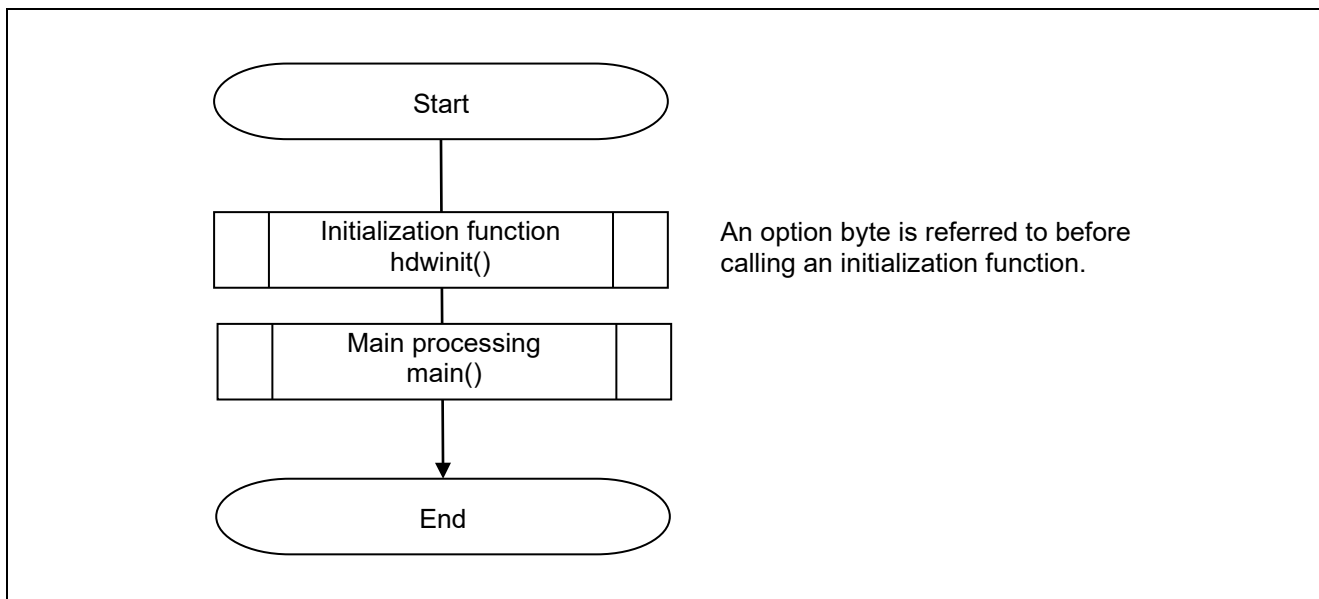 Start
Initialization function
hdwinit()
An option byte is referred to before
calling an initialization function.
Main processing
main()
End